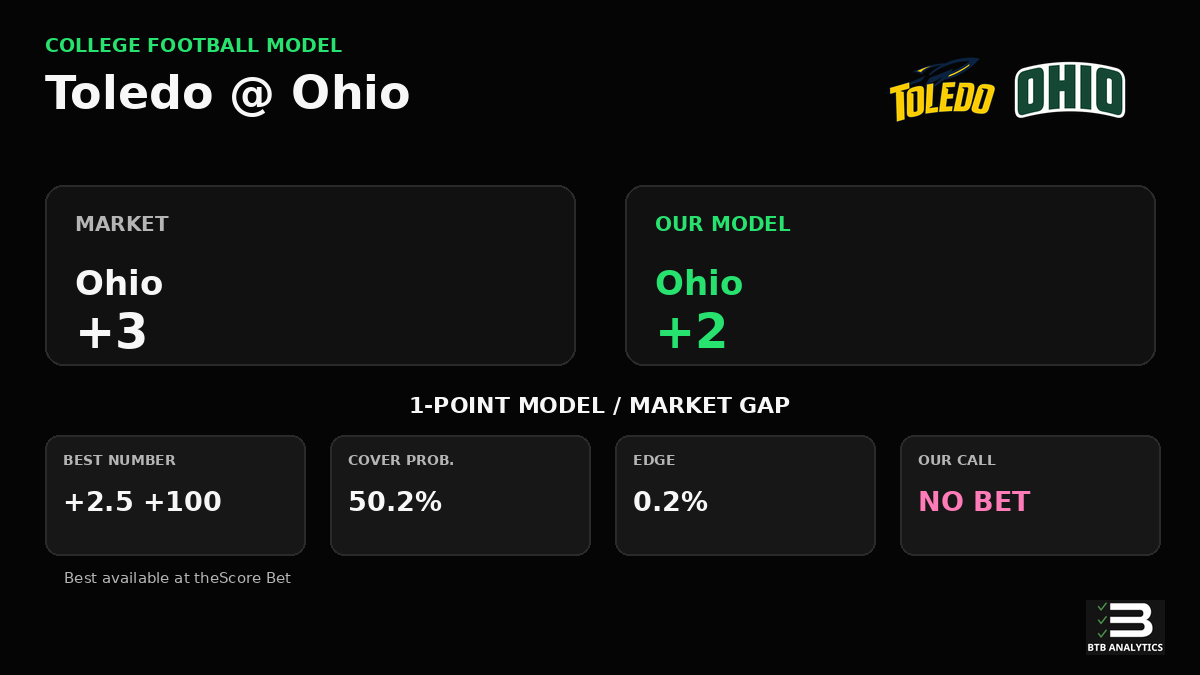 COLLEGE FOOTBALL MODEL
Toledo @ Ohio
TOLEDO
OHIO
MARKET
Ohio
+3
OUR MODEL
Ohio
+2
1-POINT MODEL / MARKET GAP
BEST NUMBER
+2.5 +100
COVER PROB.
50.2%
EDGE
0.2%
OUR CALL
NO BET
Best available at theScore Bet
B
BTB ANALYTICS